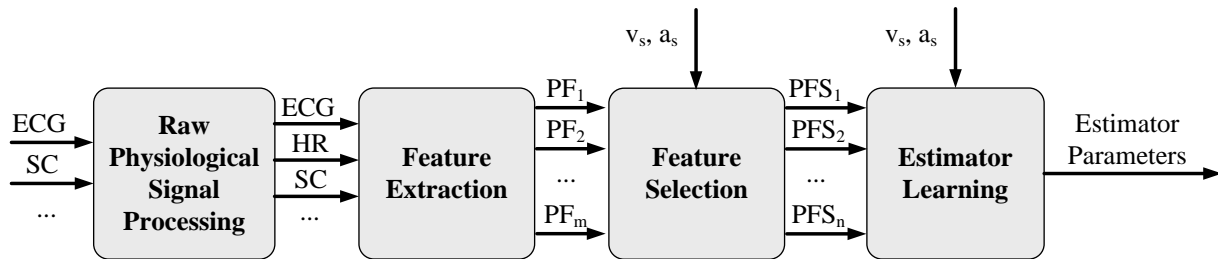 ECG
SC
...
Raw
Physiological
Signal
Processing
ECG
HR
SC
...
Feature
Extraction
PF₁
PF₂
...
PFₘ
vₛ, aₛ
Feature
Selection
PFS₁
PFS₂
...
PFSₙ
vₛ, aₛ
Estimator
Learning
Estimator
Parameters